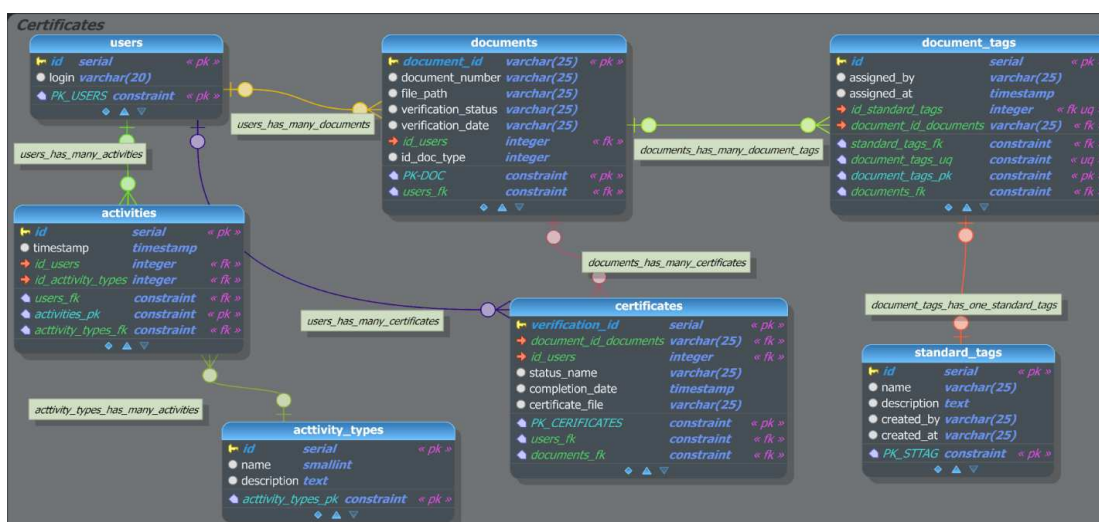 Certificates
users
id serial « pk »
login varchar(20)
PK_USERS constraint « pk »
users_has_many_documents
users_has_many_activities
documents
document_id varchar(25) « pk »
document_number varchar(25)
file_path varchar(25)
verification_status varchar(25)
verification_date varchar(25)
id_users integer « fk »
id_doc_type integer
PK-DOC constraint « pk »
users_fk constraint « fk »
documents_has_many_document_tags
document_tags
id serial « pk
assigned_by varchar(25)
assigned_at timestamp
id_standard_tags integer « fk uq
document_id_documents varchar(25) « fk
standard_tags_fk constraint « fk
document_tags_uq constraint « uq
document_tags_pk constraint « pk
documents_fk constraint « fk
activities
id serial « pk »
timestamp timestamp
id_users integer « fk »
id_acttivity_types integer « fk »
users_fk constraint « fk »
activities_pk constraint « pk »
acttivity_types_fk constraint « fk »
documents_has_many_certificates
users_has_many_certificates
certificates
verification_id serial « pk »
document_id_documents varchar(25) « fk »
id_users integer « fk »
status_name varchar(25)
completion_date timestamp
certificate_file varchar(25)
PK_CERIFICATES constraint « pk »
users_fk constraint « fk »
documents_fk constraint « fk »
document_tags_has_one_standard_tags
standard_tags
id serial « pk »
name varchar(25)
description text
created_by varchar(25)
created_at varchar(25)
PK_STTAG constraint « pk »
acttivity_types_has_many_activities
acttivity_types
id serial « pk »
name smallint
description text
acttivity_types_pk constraint « pk »